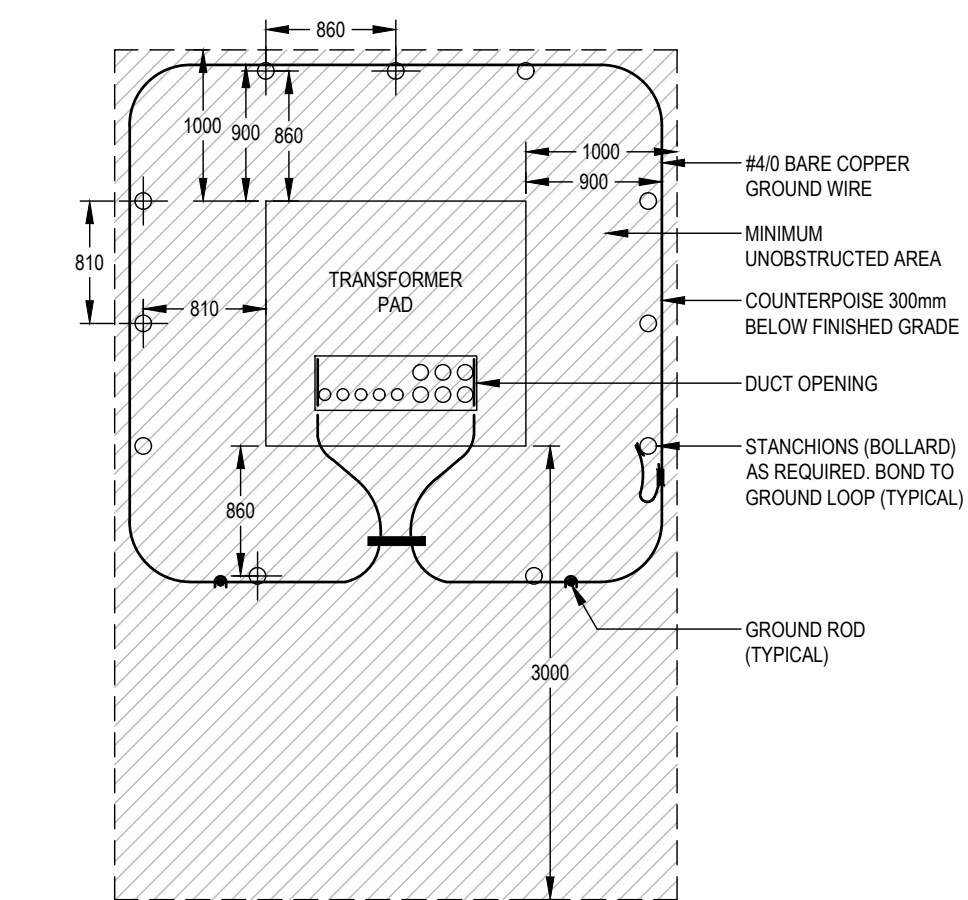 860
1000
900
860
1000
900
#4/0 BARE COPPER
GROUND WIRE
MINIMUM
UNOBSTRUCTED AREA
810
TRANSFORMER
PAD
810
COUNTERPOISE 300mm
BELOW FINISHED GRADE
DUCT OPENING
STANCHIONS (BOLLARD)
AS REQUIRED. BOND TO
GROUND LOOP (TYPICAL)
860
GROUND ROD
(TYPICAL)
3000